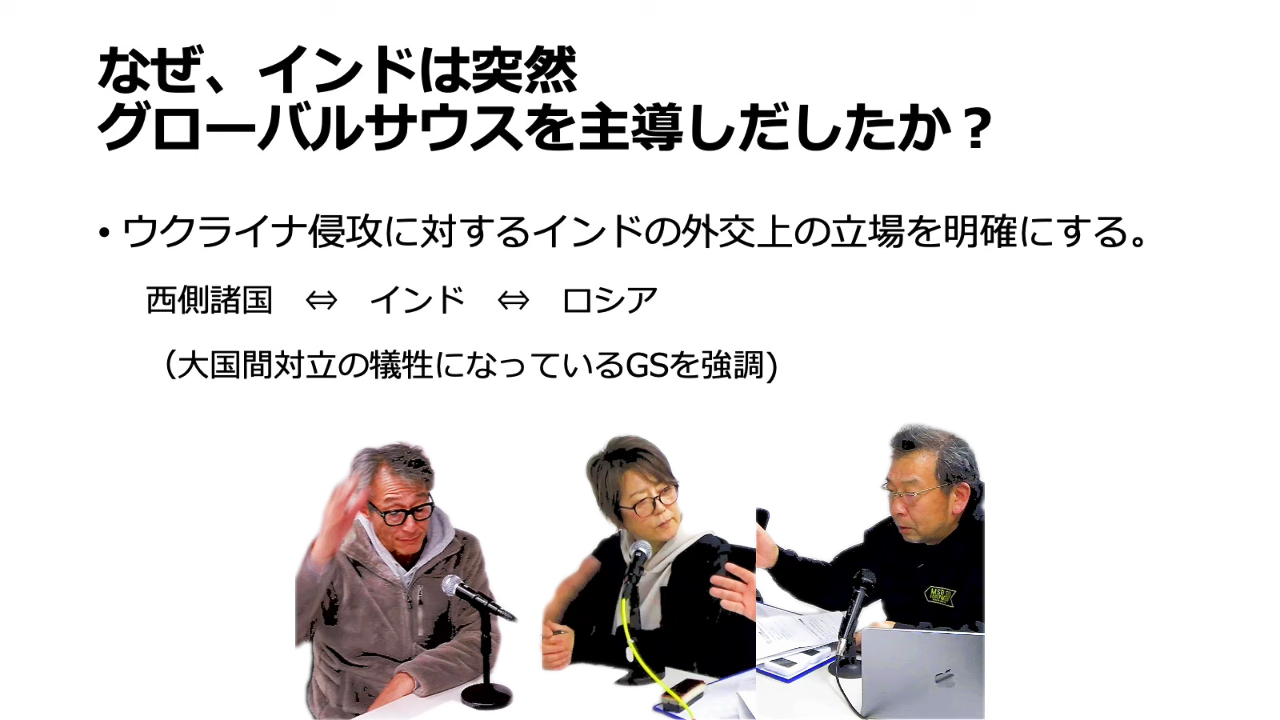 なぜ、インドは突然
グローバルサウスを主導しだしたか？
• ウクライナ侵攻に対するインドの外交上の立場を明確にする。
西側諸国　⇔　インド　⇔　ロシア
（大国間対立の犠牲になっているGSを強調)